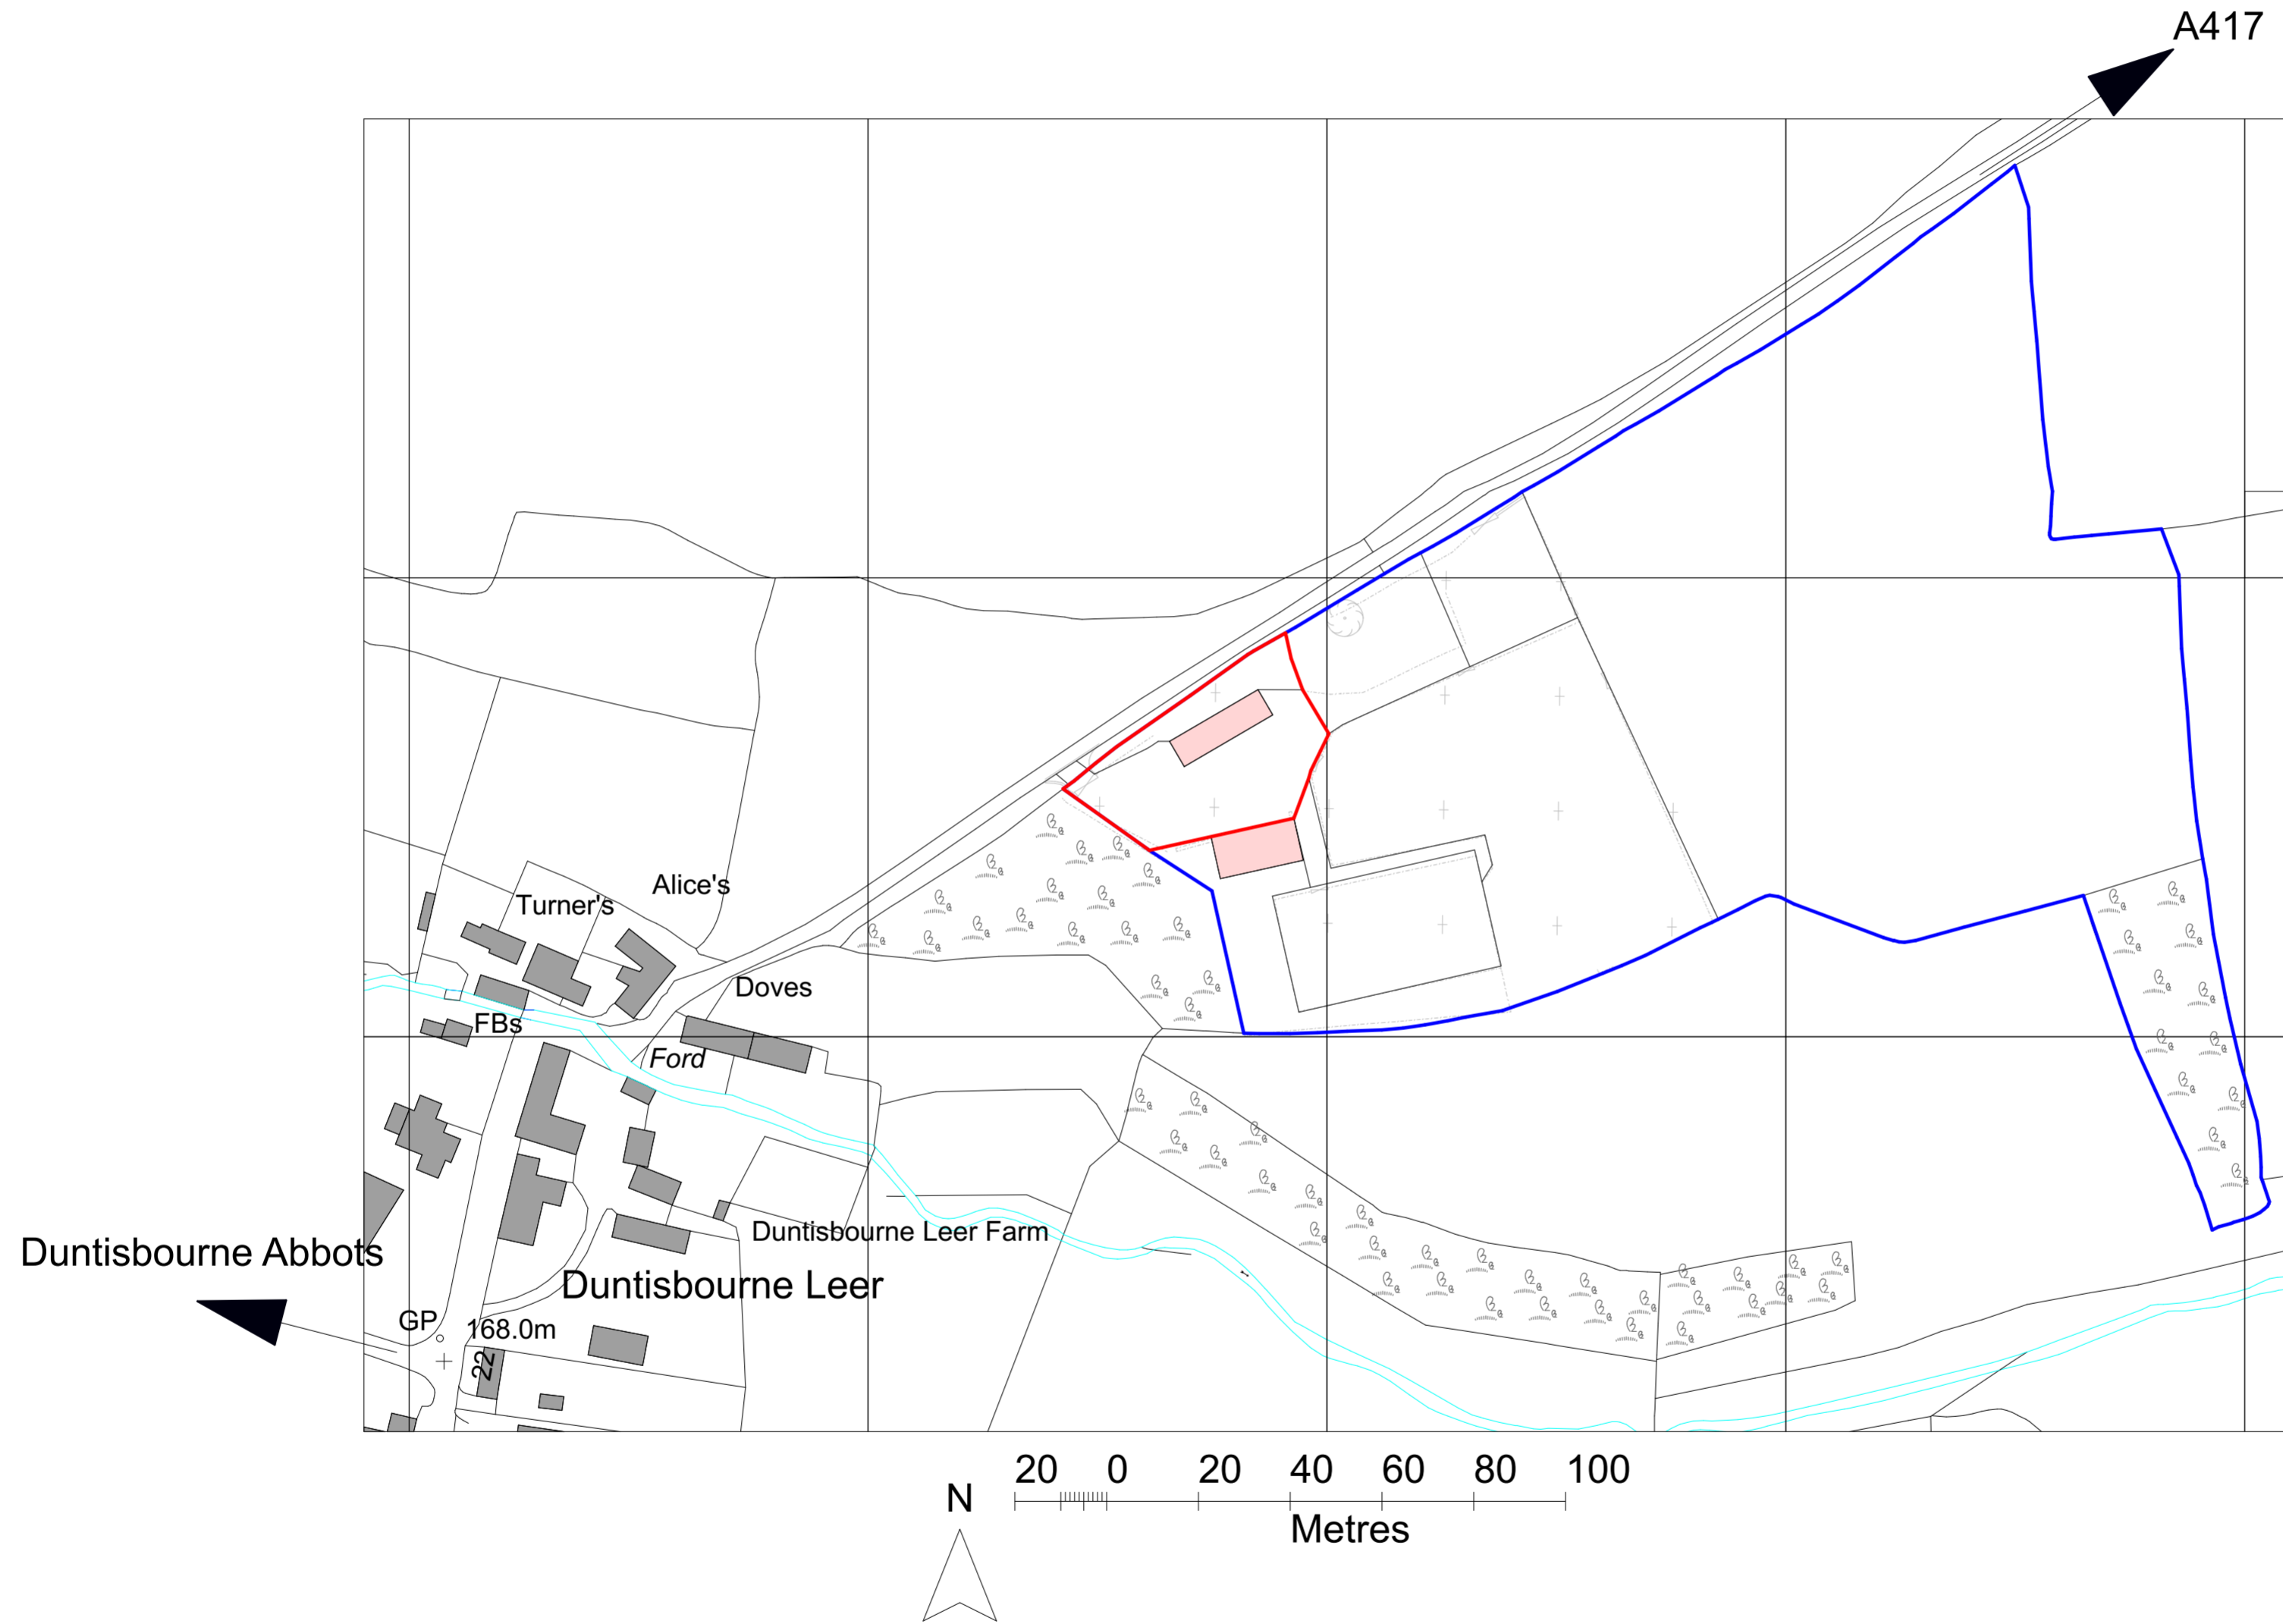 A417
Alice's
Turner's
Doves
FBs
Ford
Duntisbourne Leer Farm
Duntisbourne Abbots
Duntisbourne Leer
GP
168.0m
22
20 0 20 40 60 80 100
N
Metres